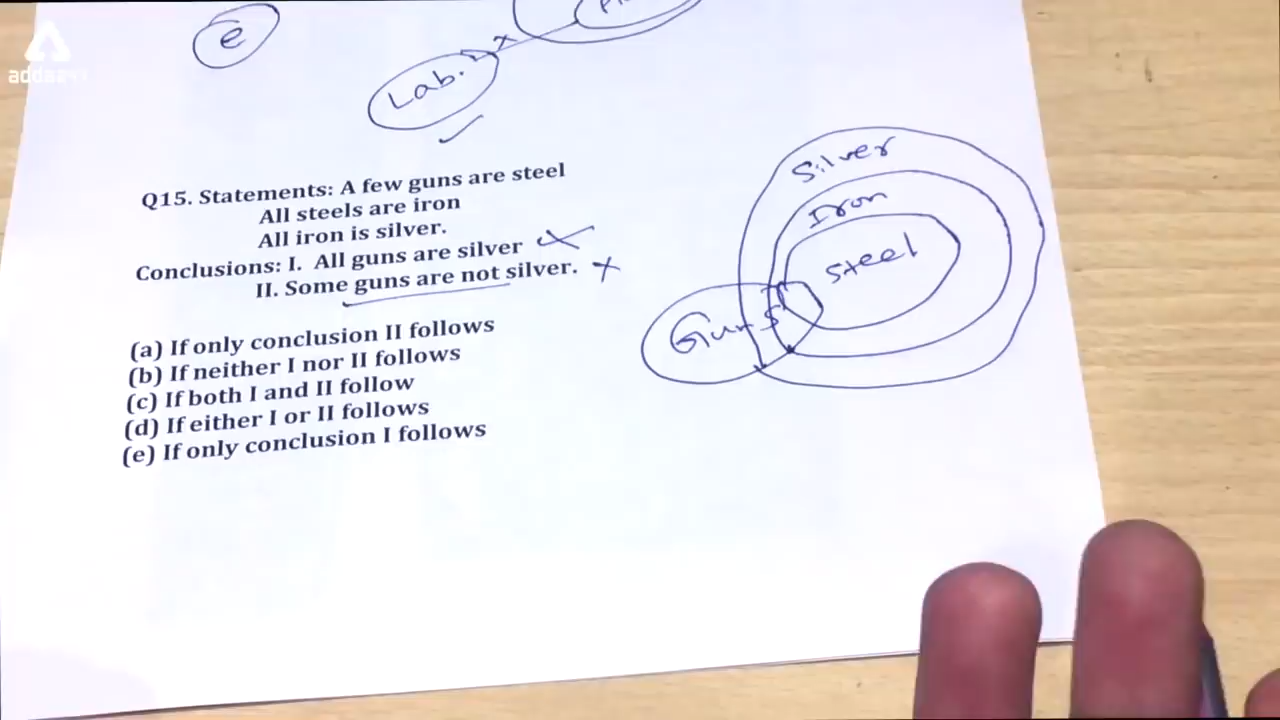 e
Lab.
adda247
Q15. Statements: A few guns are steel
All steels are iron
All iron is silver.
Conclusions: I. All guns are silver
II. Some guns are not silver.
(a) If only conclusion II follows
(b) If neither I nor II follows
(c) If both I and II follow
(d) If either I or II follows
(e) If only conclusion I follows
Silver
Iron
Steel
Guns